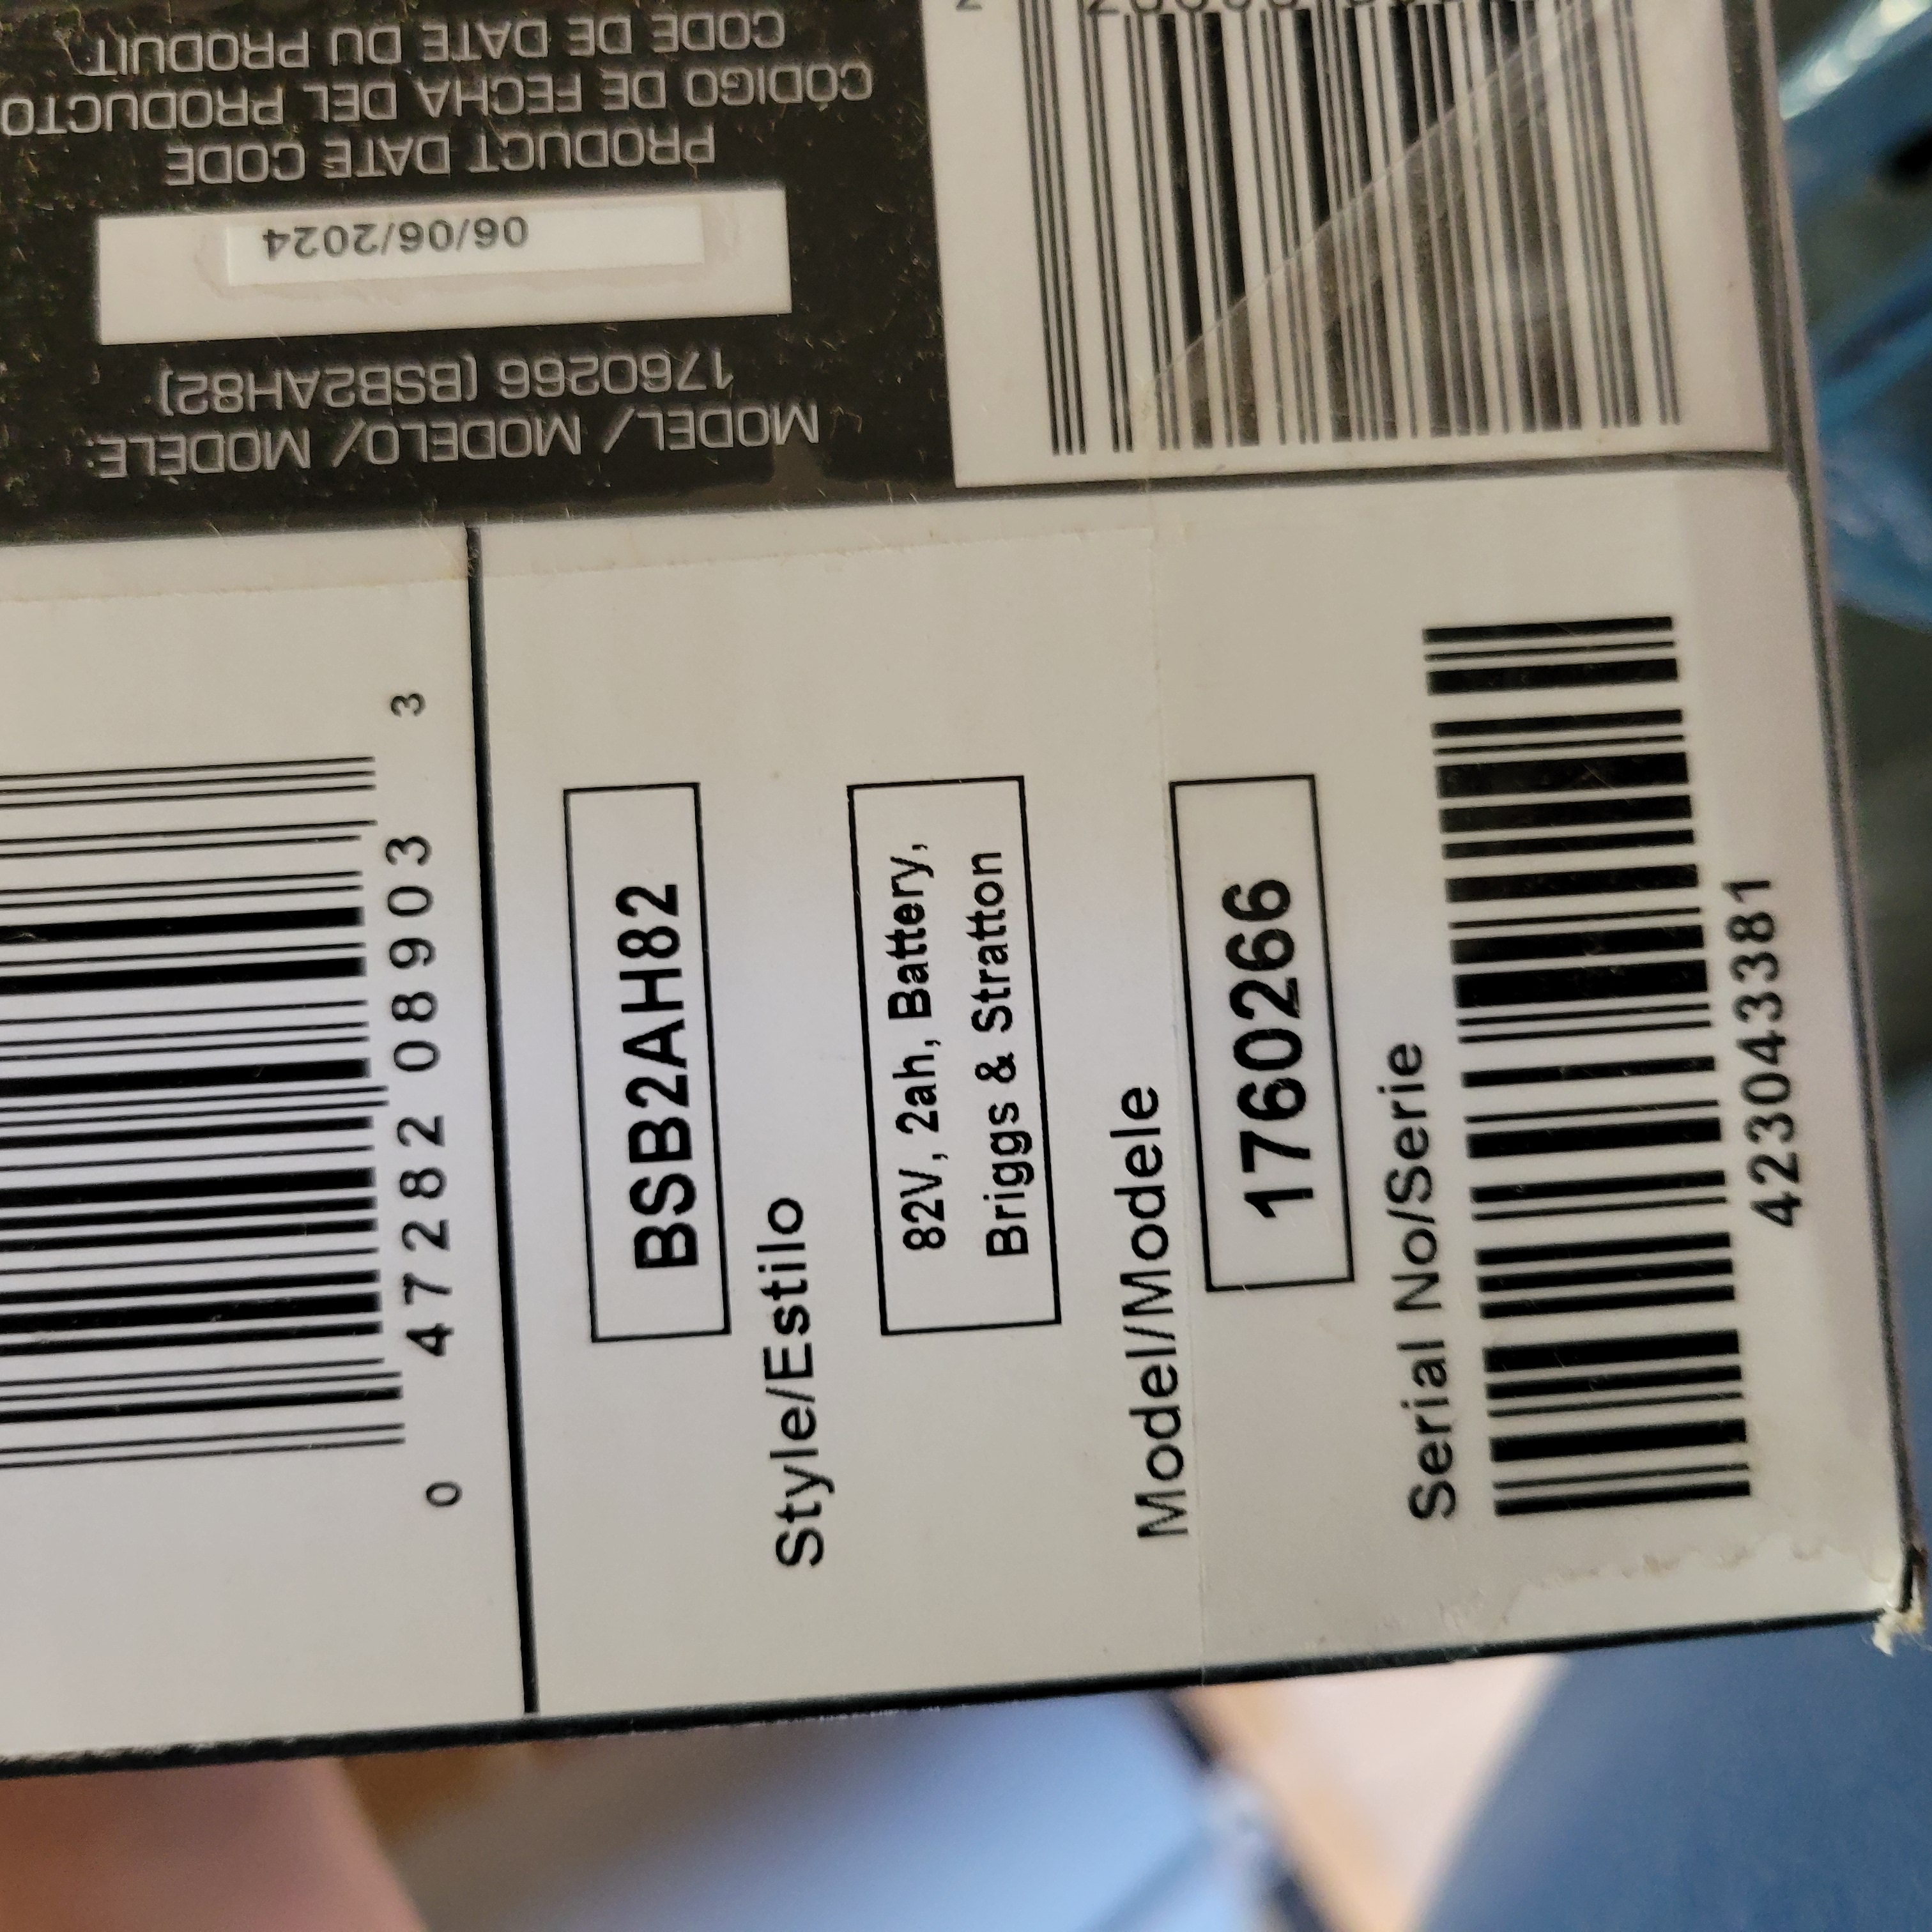 CODE DE DATE DU PRODUIT:
CÓDIGO DE FECHA DEL PRODUCTO
PRODUCT DATE CODE
06/06/2024
1760266 (BSB2AH82)
MODEL/ MODELO/ MODÈLE:
0 47282 08903 3
BSB2AH82
Style/Estilo
82V, 2ah, Battery,
Briggs & Stratton
Model/Modele
1760266
Serial No/Serie
423043381